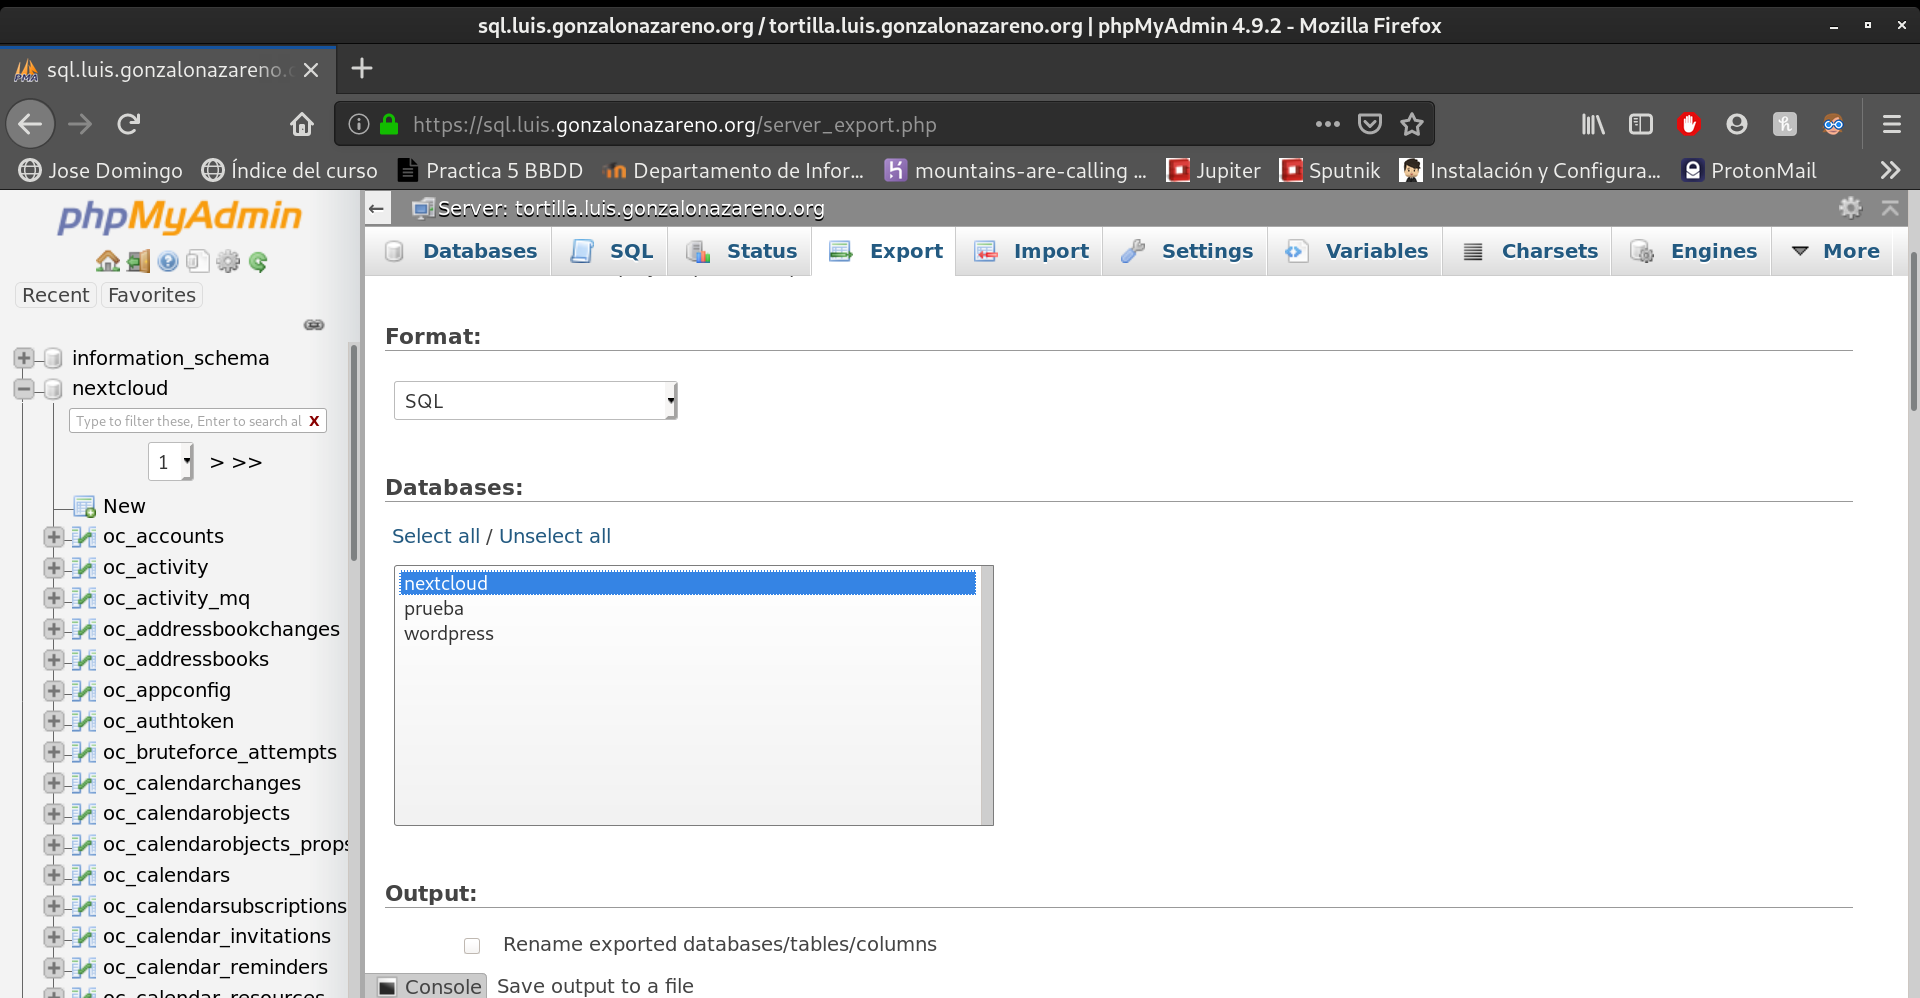 sql.luis.gonzalonazareno.org / tortilla.luis.gonzalonazareno.org | phpMyAdmin 4.9.2 - Mozilla Firefox
sql.luis.gonzalonazareno.o
https://sql.luis.gonzalonazareno.org/server_export.php
Jose Domingo
Índice del curso
Practica 5 BBDD
Departamento de Infor...
mountains-are-calling ...
Jupiter
Sputnik
Instalación y Configura...
ProtonMail
phpMyAdmin
Recent
Favorites
information_schema
nextcloud
Type to filter these, Enter to search al X
1 > >>
New
oc_accounts
oc_activity
oc_activity_mq
oc_addressbookchanges
oc_addressbooks
oc_appconfig
oc_authtoken
oc_bruteforce_attempts
oc_calendarchanges
oc_calendarobjects
oc_calendarobjects_props
oc_calendars
oc_calendarsubscriptions
oc_calendar_invitations
oc_calendar_reminders
oc_calendar_resources
Server: tortilla.luis.gonzalonazareno.org
Databases
SQL
Status
Export
Import
Settings
Variables
Charsets
Engines
More
Format:
SQL
Databases:
Select all / Unselect all
nextcloud
prueba
wordpress
Output:
Rename exported databases/tables/columns
Console
Save output to a file